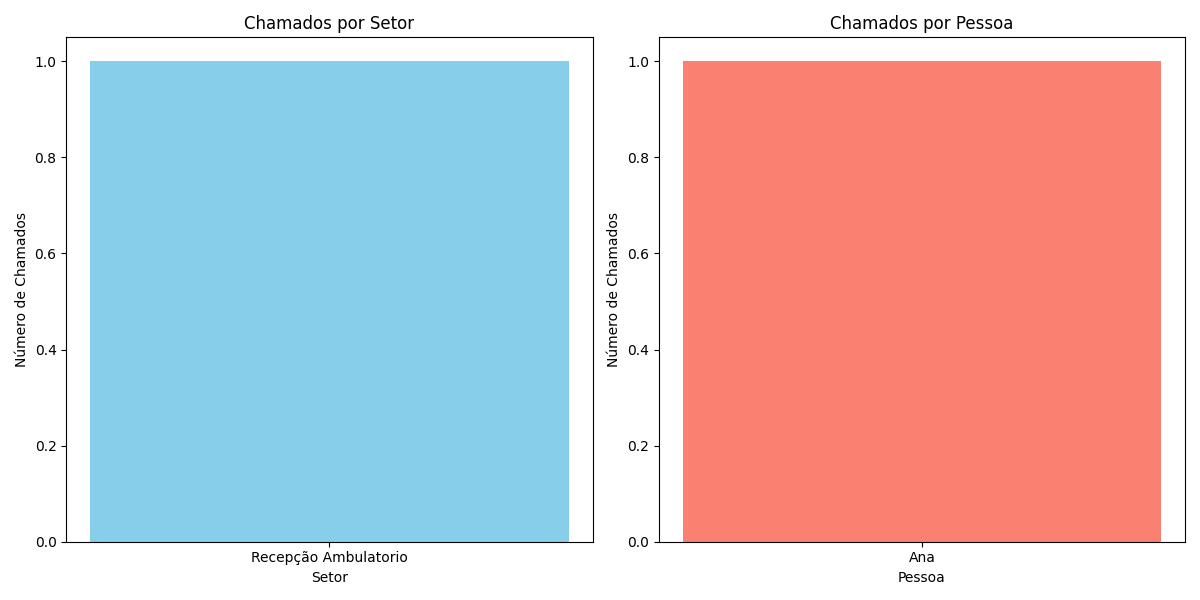 Chamados por Setor
Número de Chamados
1.0
0.8
0.6
0.4
0.2
0.0
Recepção Ambulatorio
Setor
Chamados por Pessoa
Número de Chamados
1.0
0.8
0.6
0.4
0.2
0.0
Ana
Pessoa